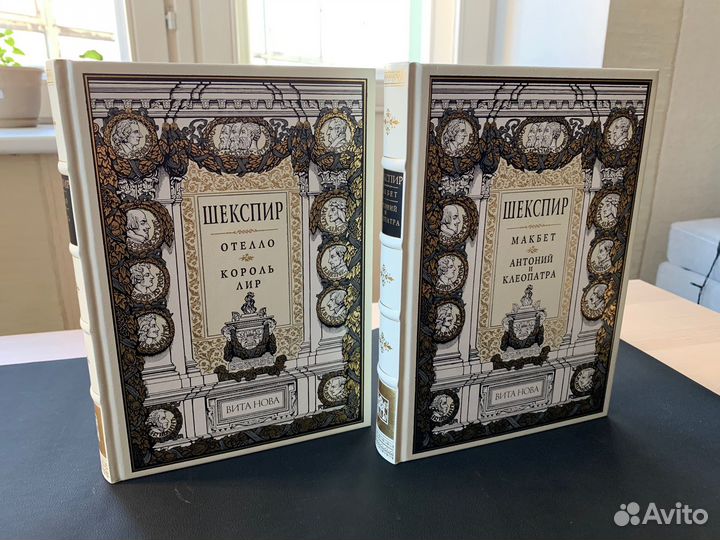 ШЕКСПИР
ОТЕЛЛО
КОРОЛЬ
ЛИР
ВИТА НОВА
ШЕКСПИР
МАКБЕТ
АНТОНИЙ
И
КЛЕОПАТРА
ВИТА НОВА
Avito